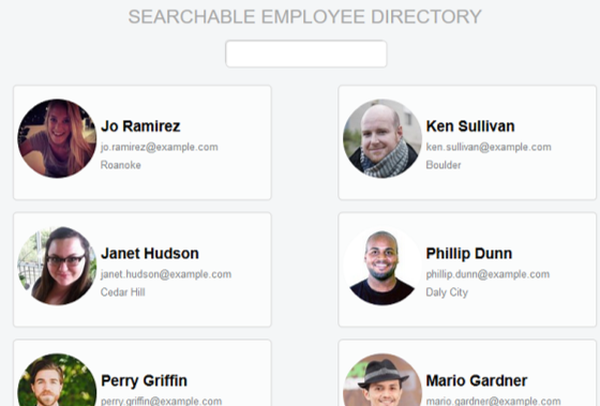 SEARCHABLE EMPLOYEE DIRECTORY
Jo Ramirez
jo.ramirez@example.com
Roanoke
Ken Sullivan
ken.sullivan@example.com
Boulder
Janet Hudson
janet.hudson@example.com
Cedar Hill
Phillip Dunn
phillip.dunn@example.com
Daly City
Perry Griffin
perry.griffin@example.com
Mario Gardner
mario.gardner@example.com